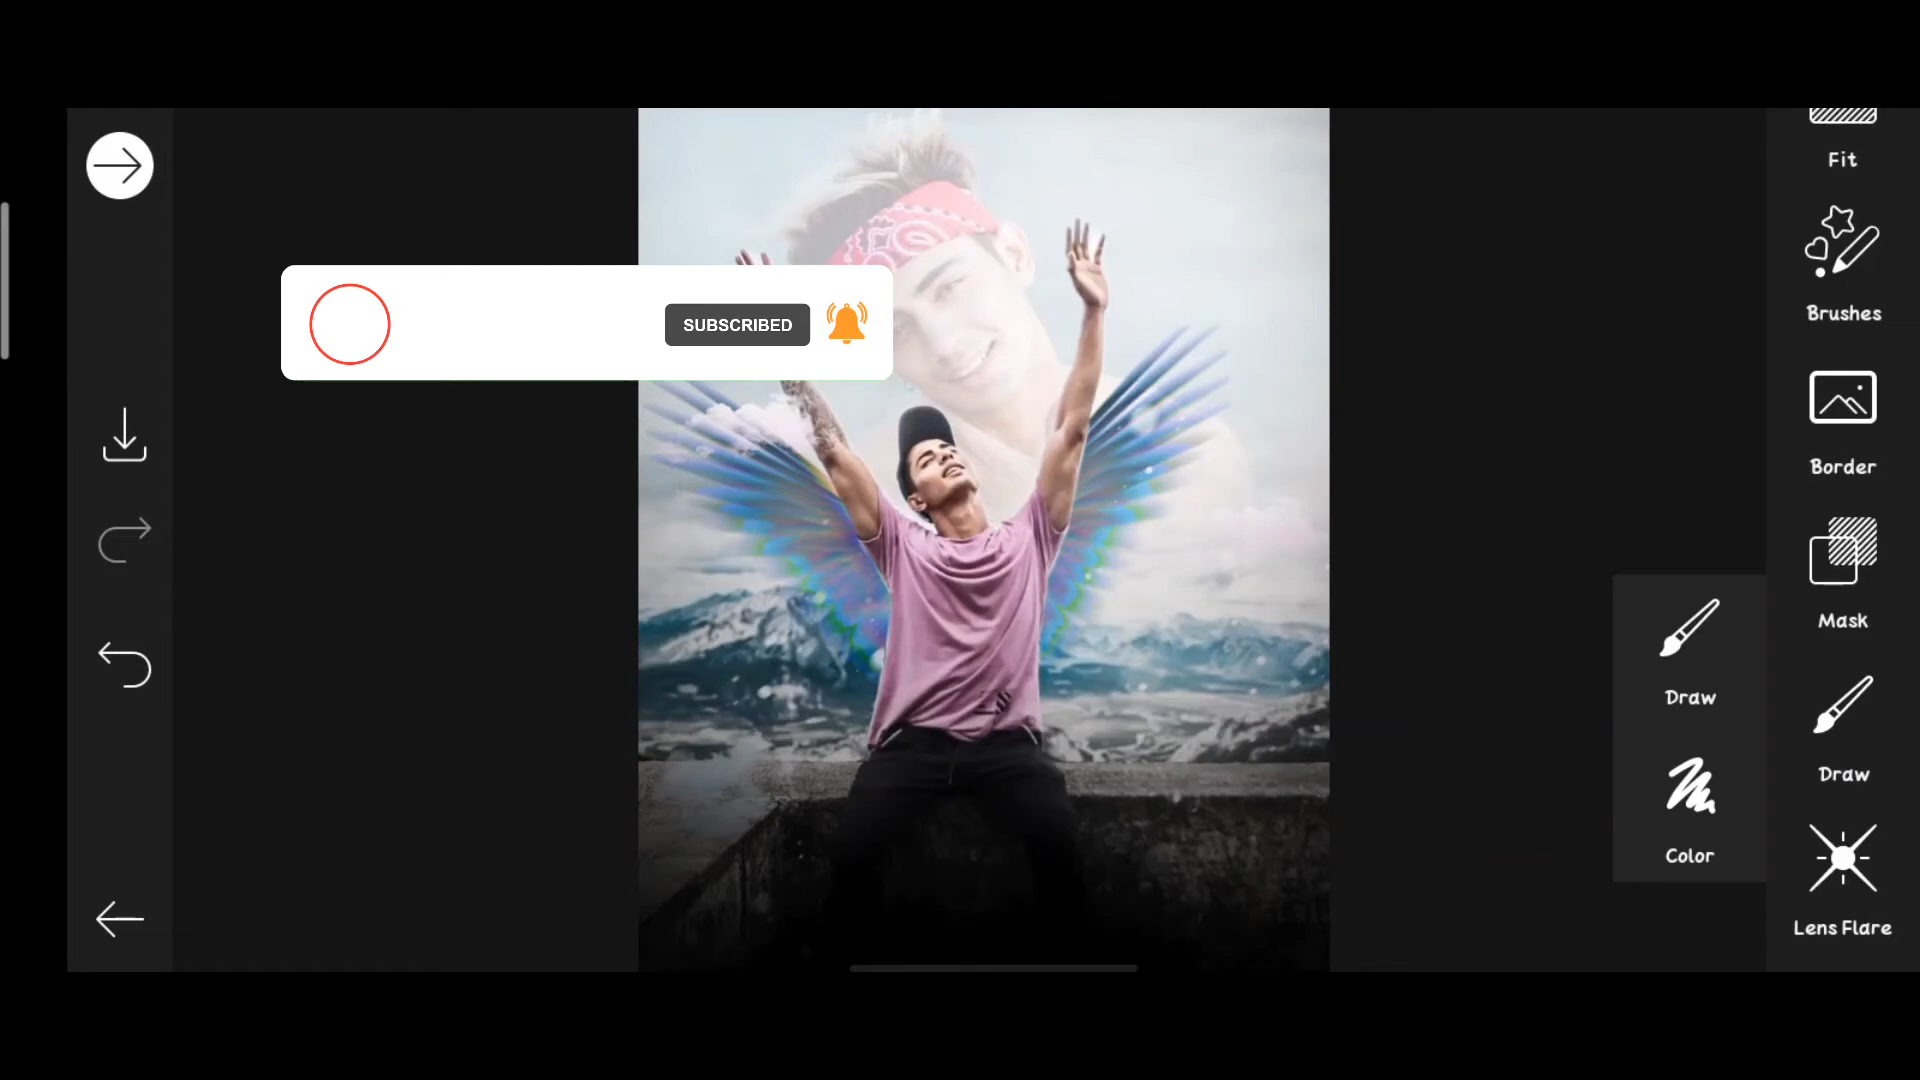 Fit
Brushes
SUBSCRIBED
Border
Mask
Draw
Draw
Color
Lens Flare